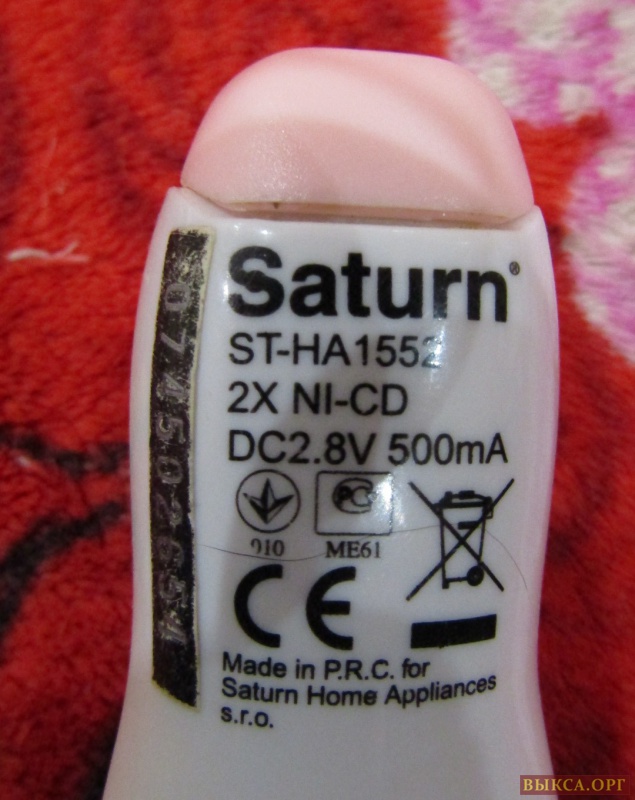 Saturn®
ST-HA1552
2X NI-CD
DC2.8V 500mA
PC
010 ME61
CE
Made in P.R.C. for
Saturn Home Appliances
s.r.o.
ВЫКСА.ОРГ